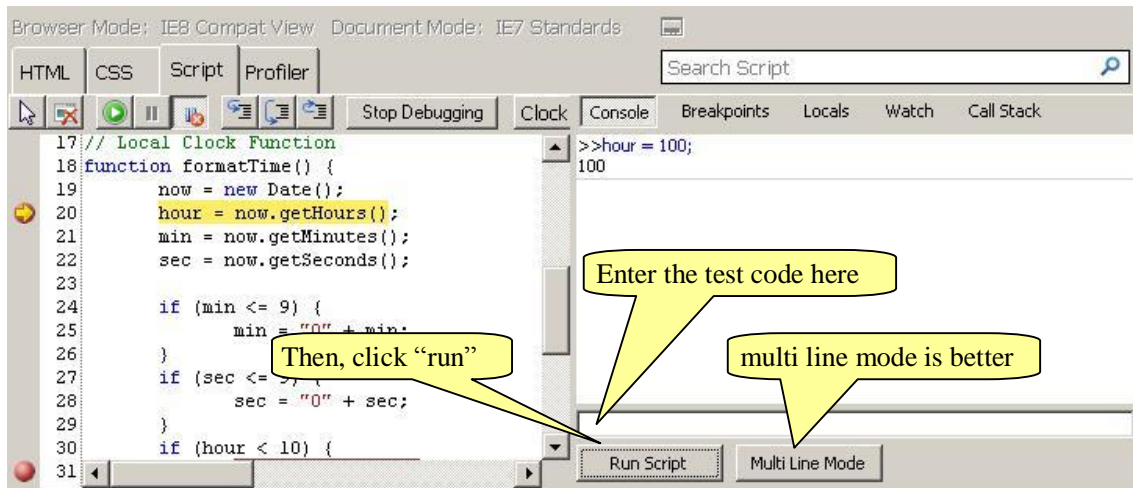 Browser Mode: IE8 Compat View Document Mode: IE7 Standards
HTML CSS Script Profiler Search Script
Stop Debugging Clock Console Breakpoints Locals Watch Call Stack
17 // Local Clock Function
18 function formatTime() {
19 now = new Date();
20 hour = now.getHours();
21 min = now.getMinutes();
22 sec = now.getSeconds();
23
24 if (min <= 9) {
25 min = "0" + min;
26 }
27 if (sec <= 9) {
28 sec = "0" + sec;
29 }
30 if (hour < 10) {
31
>>hour = 100;
100
Enter the test code here
Then, click “run”
multi line mode is better
Run Script Multi Line Mode